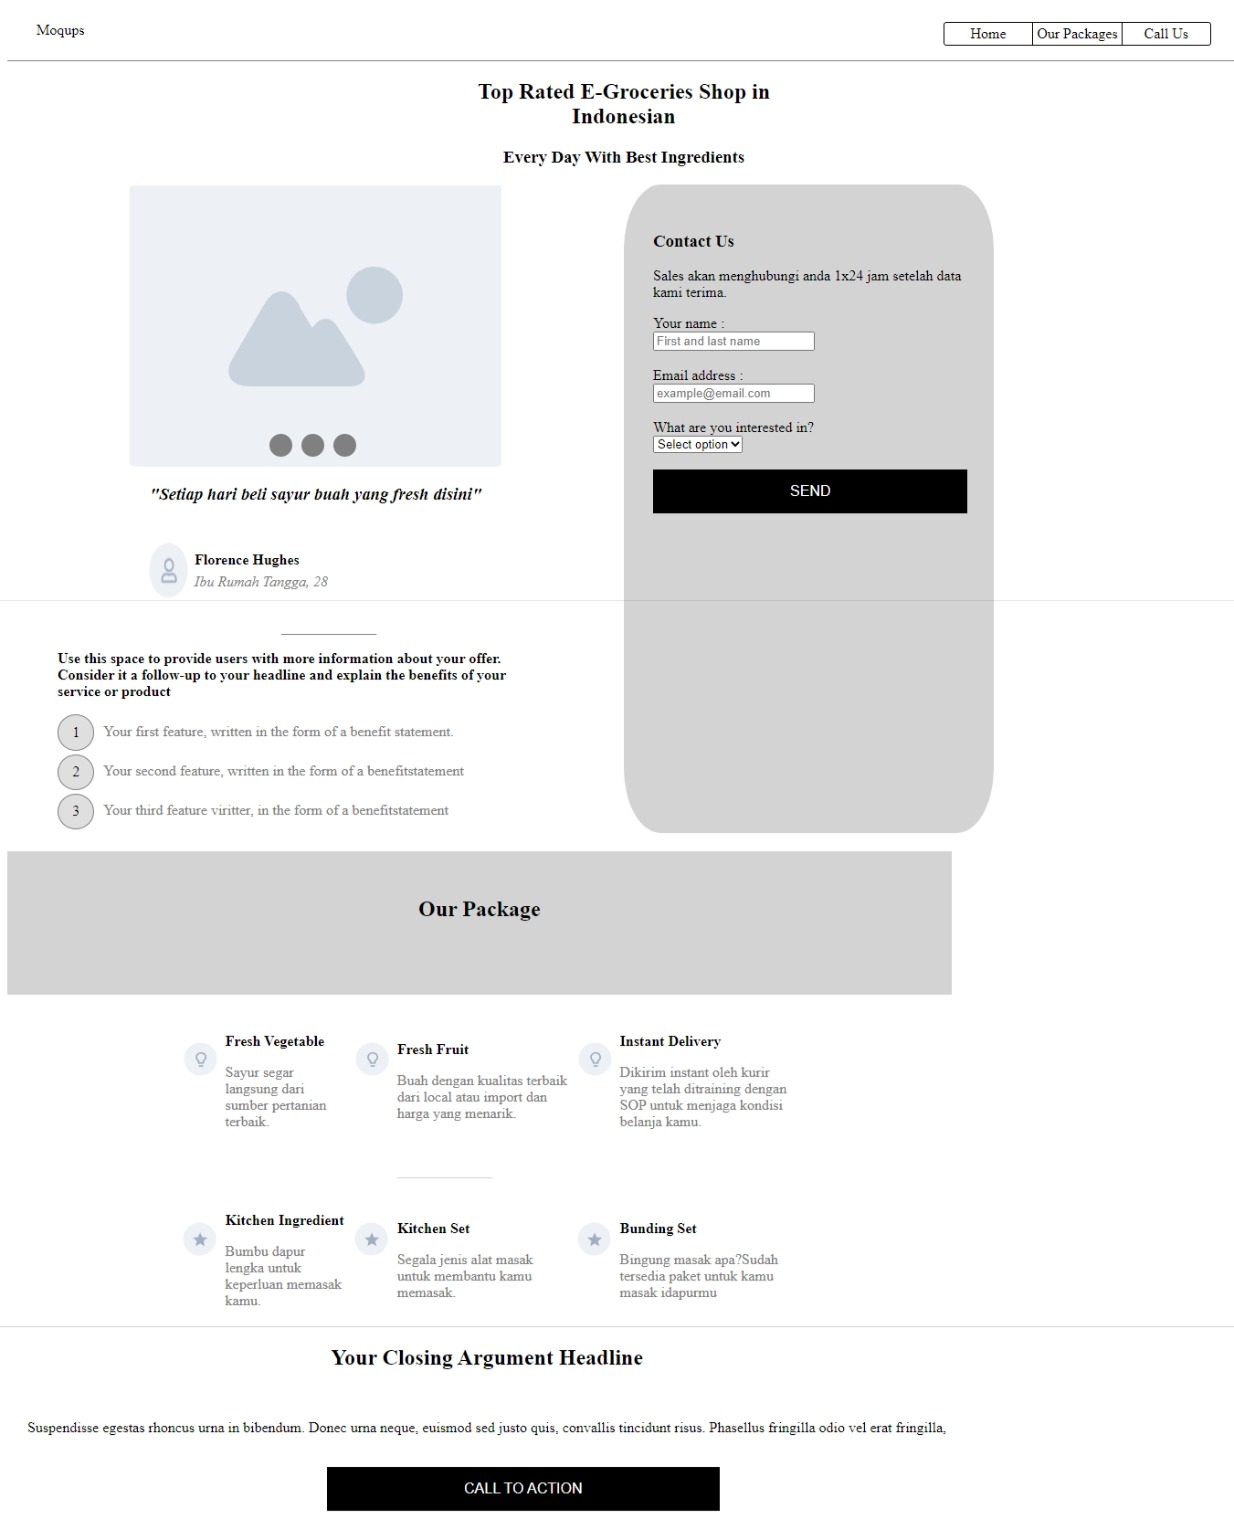 Moqups
Home
Our Packages
Call Us
Top Rated E-Groceries Shop in
Indonesian
Every Day With Best Ingredients
"Setiap hari beli sayur buah yang fresh disini"
Florence Hughes
Ibu Rumah Tangga, 28
Contact Us
Sales akan menghubungi anda 1x24 jam setelah data
kami terima.
Your name :
First and last name
Email address :
example@email.com
What are you interested in?
Select option
SEND
Use this space to provide users with more information about your offer.
Consider it a follow-up to your headline and explain the benefits of your
service or product
1
Your first feature, written in the form of a benefit statement.
2
Your second feature, written in the form of a benefitstatement
3
Your third feature viritter, in the form of a benefitstatement
Our Package
Fresh Vegetable
Sayur segar
langsung dari
sumber pertanian
terbaik.
Fresh Fruit
Buah dengan kualitas terbaik
dari local atau import dan
harga yang menarik.
Instant Delivery
Dikirim instant oleh kurir
yang telah ditraining dengan
SOP untuk menjaga kondisi
belanja kamu.
Kitchen Ingredient
Bumbu dapur
lengka untuk
keperluan memasak
kamu.
Kitchen Set
Segala jenis alat masak
untuk membantu kamu
memasak.
Bunding Set
Bingung masak apa?Sudah
tersedia paket untuk kamu
masak idapurmu
Your Closing Argument Headline
Suspendisse egestas rhoncus urna in bibendum. Donec urna neque, euismod sed justo quis, convallis tincidunt risus. Phasellus fringilla odio vel erat fringilla,
CALL TO ACTION